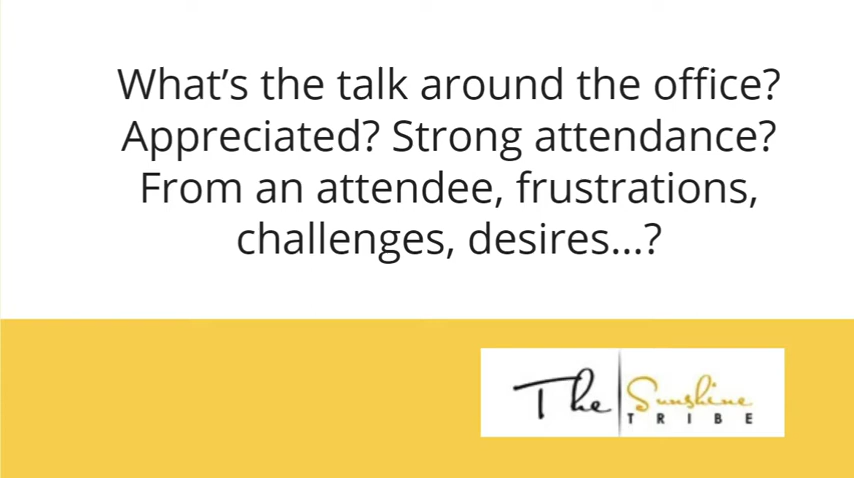 What’s the talk around the office?
Appreciated? Strong attendance?
From an attendee, frustrations,
challenges, desires...?
The Sunshine
TRIBE